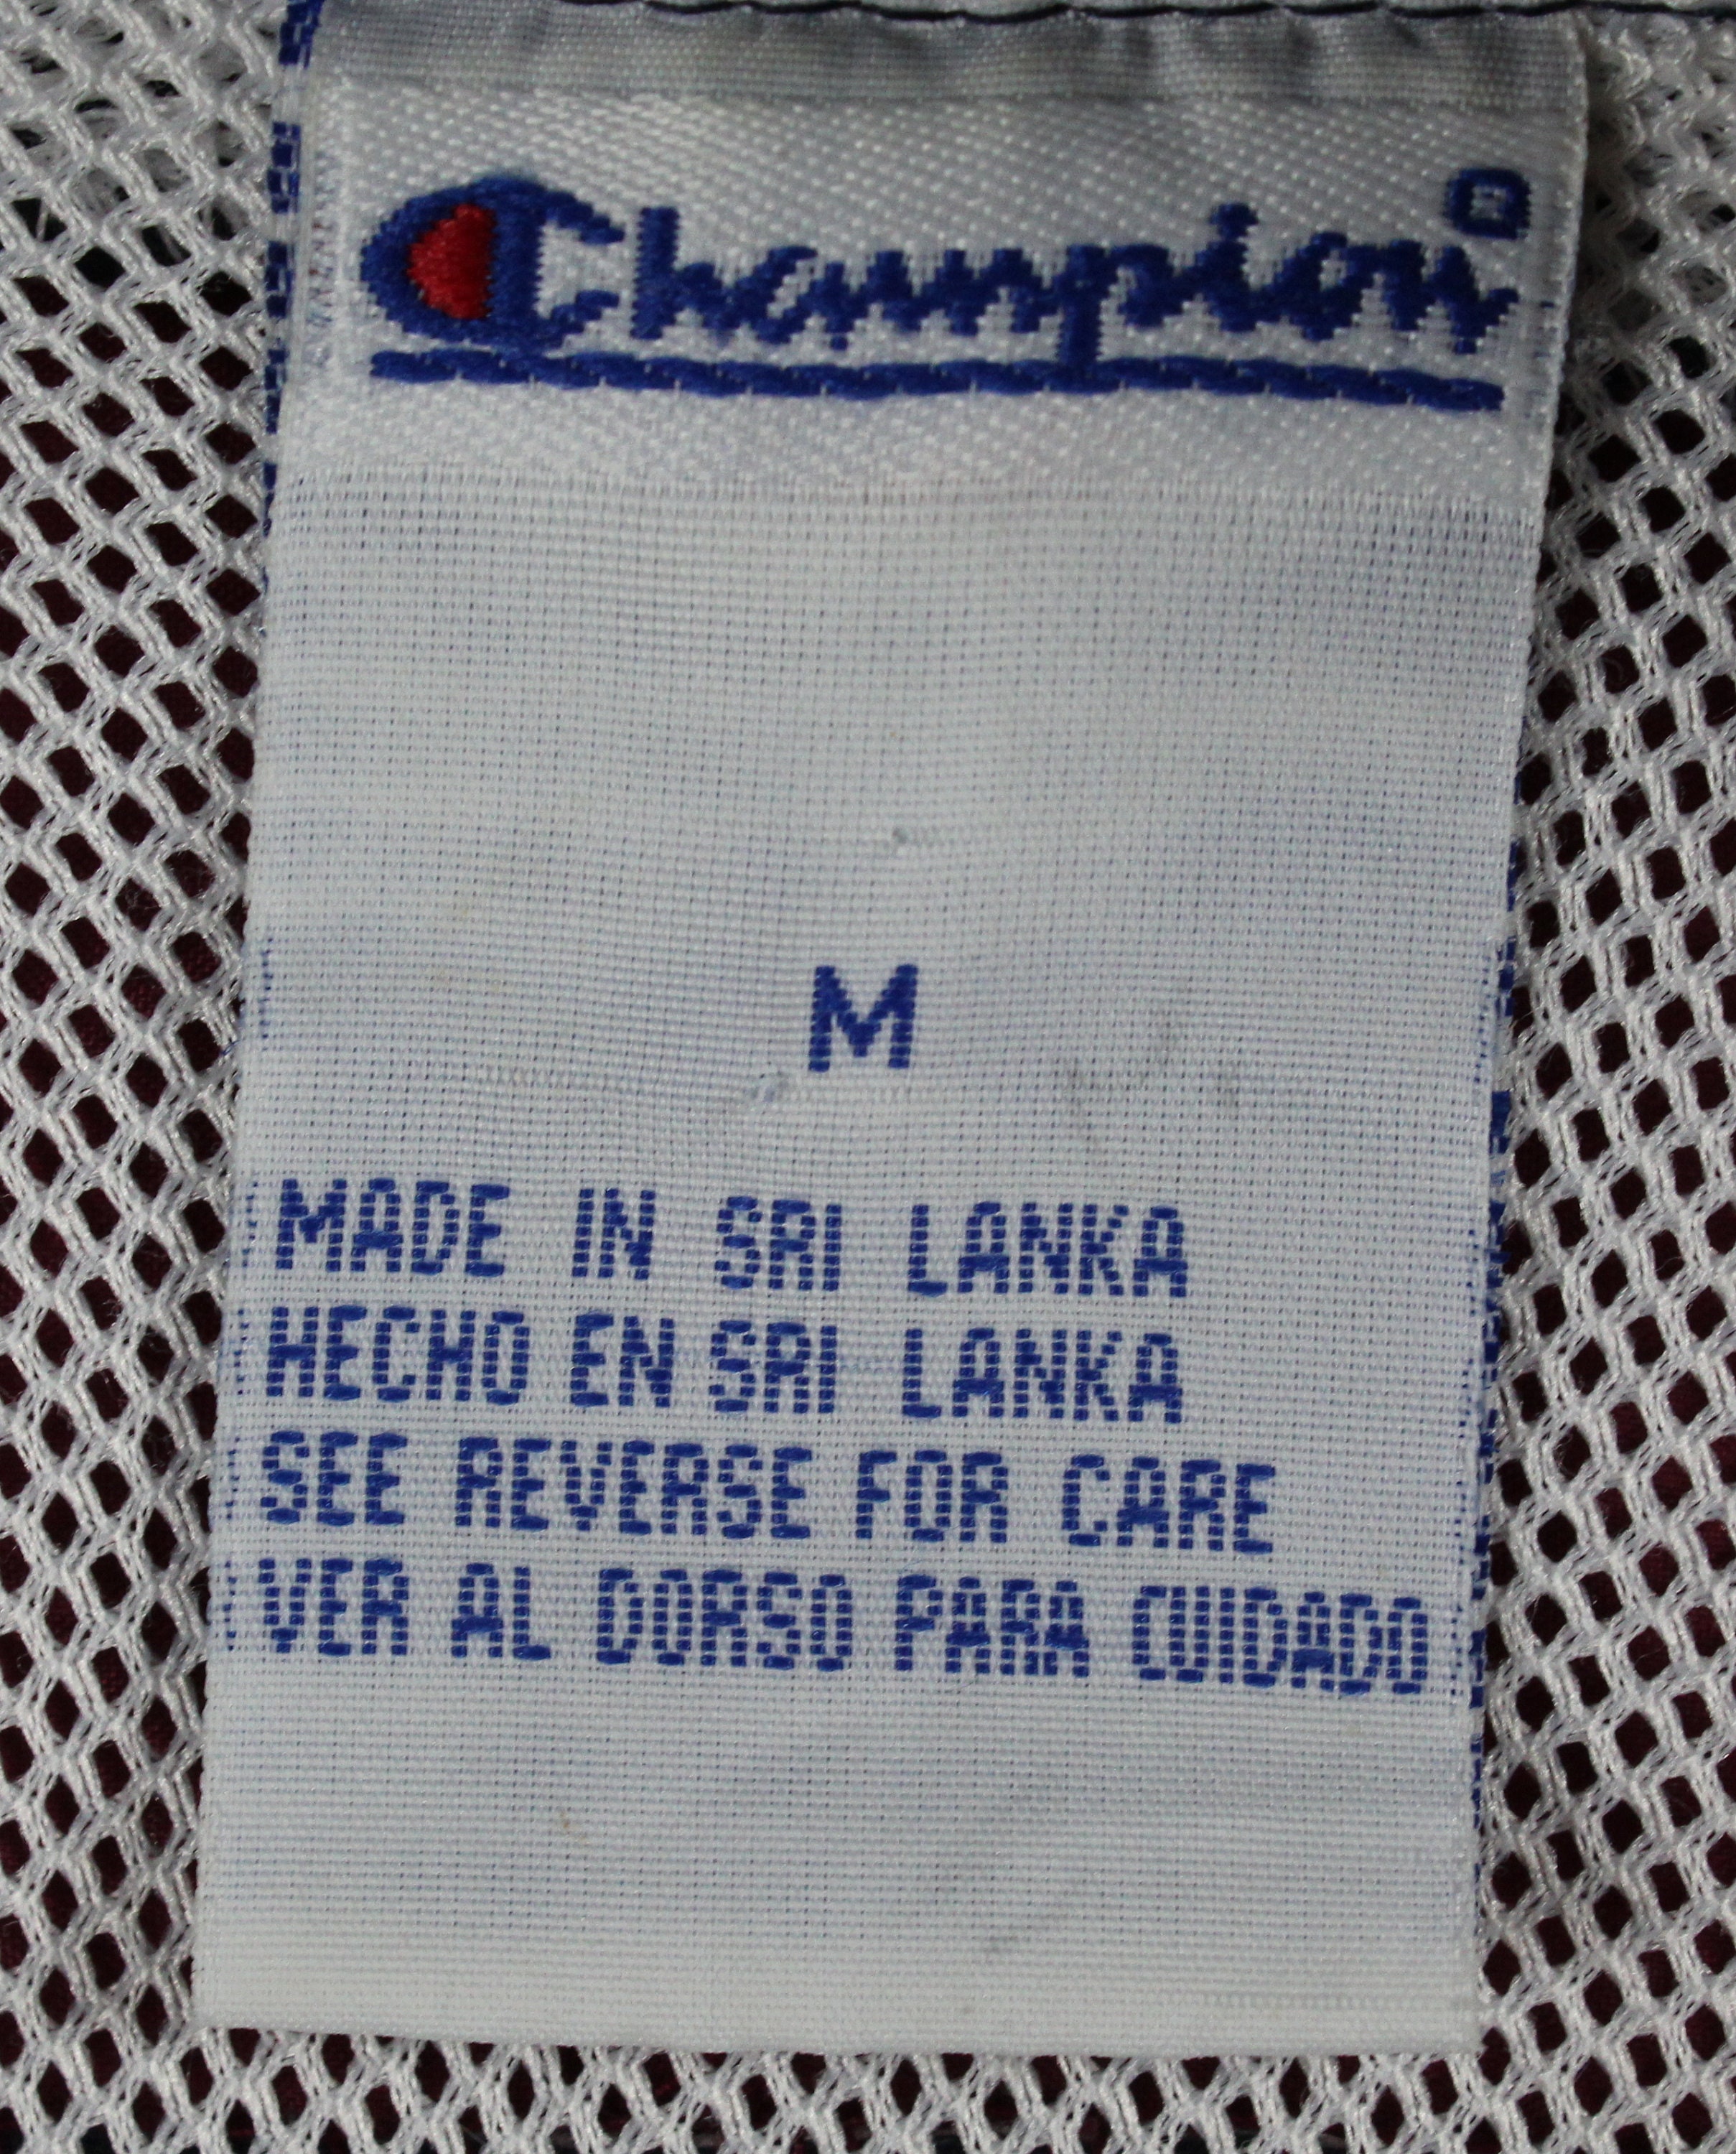 Champion
M
MADE IN SRI LANKA
HECHO EN SRI LANKA
SEE REVERSE FOR CARE
VER AL DORSO PARA CUIDADO